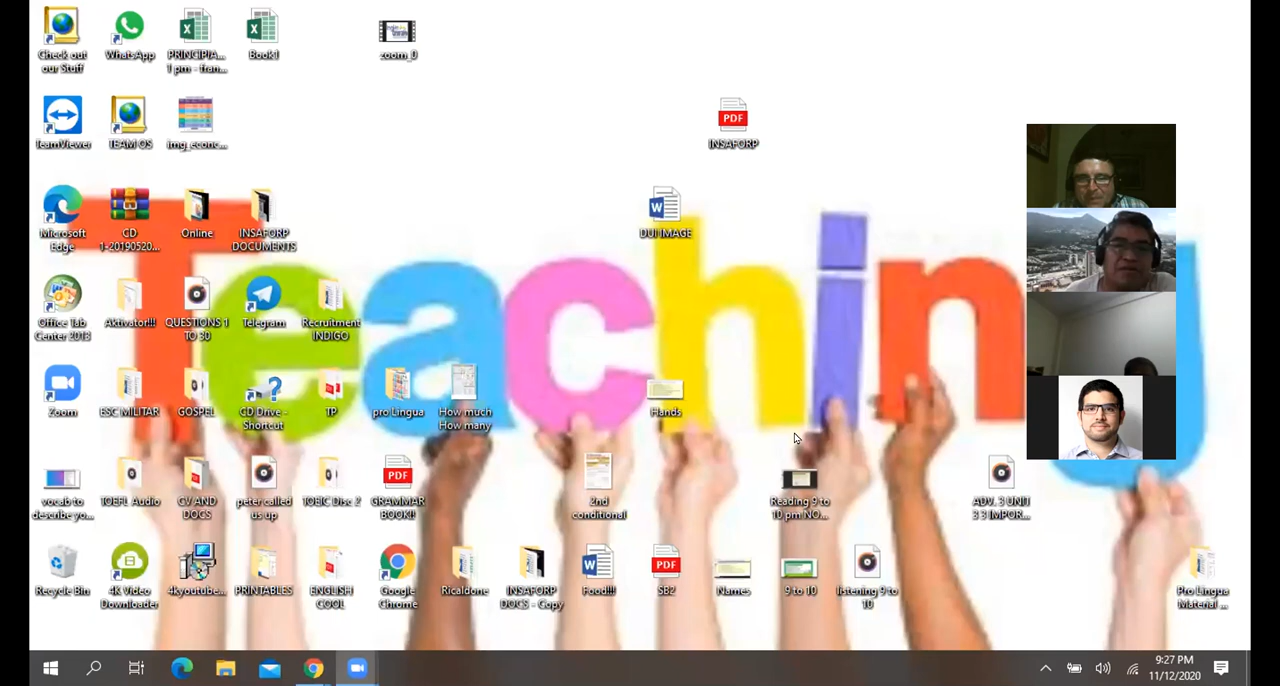 Check out
our Stuff
WhatsApp
PRINCIPIA...
1 pm - fran...
Book1
zoom_0
TeamViewer
TEAM OS
img_econc...
PDF
INSAFORP
Microsoft
Edge
CD
1-20190520...
Online
INSAFORP
DOCUMENTS
DUI IMAGE
Teaching
Office Tab
Center 2013
Aktivator!!!
QUESTIONS 1
TO 30
Telegram
Recruitment
INDIGO
Zoom
ESC MILITAR
GOSPEL
CD Drive -
Shortcut
TP
pro Lingua
How much
How many
Hands
vocab to
describe yo...
TOEFL Audio
CV AND
DOCS
peter called
us up
TOEIC Disc 2
PDF
GRAMMAR
BOOK!!
2nd
conditional
Reading 9 to
10 pm NO...
ADV. 3 UNIT
3 3 IMPOR...
Recycle Bin
4K Video
Downloader
4kyoutube...
PRINTABLES
ENGLISH
COOL
Google
Chrome
Ricaldone
INSAFORP
DOCS - Copy
Food!!!
PDF
SB2
Names
9 to 10
listening 9 to
10
Pro Lingua
Material ...
9:27 PM
11/12/2020